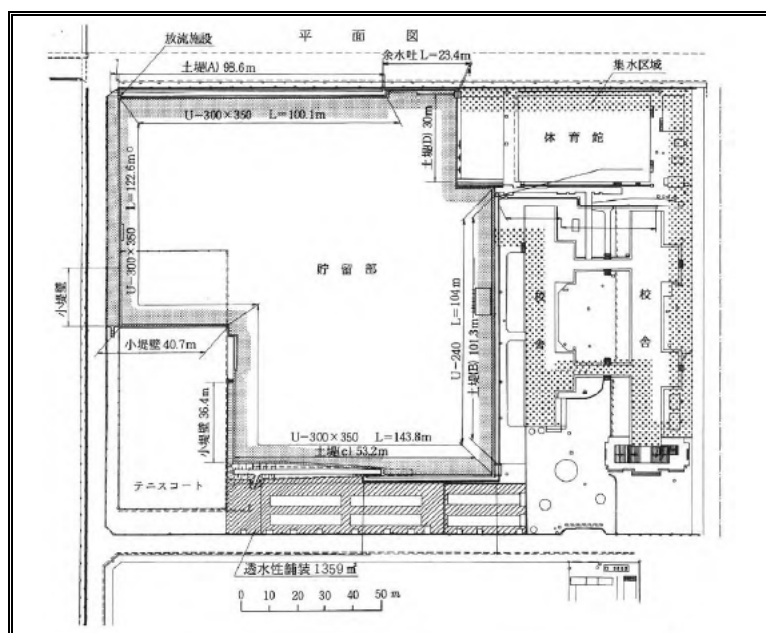 平面図
放流施設
余水吐 L=23.4m
土堤(A) 98.6m
集水区域
U-300×350 L=100.1m
土堤(D) 30m
体育館
U-300×350 L=122.6m
貯留部
小堤壁
小堤壁 40.7m
U-240 L=104m
土堤(B) 101.3m
校舎
校舎
小堤壁 36.4m
U-300×350 L=143.8m
土堤(c) 53.2m
テニスコート
透水性舗装 1359㎡
0 10 20 30 40 50 m